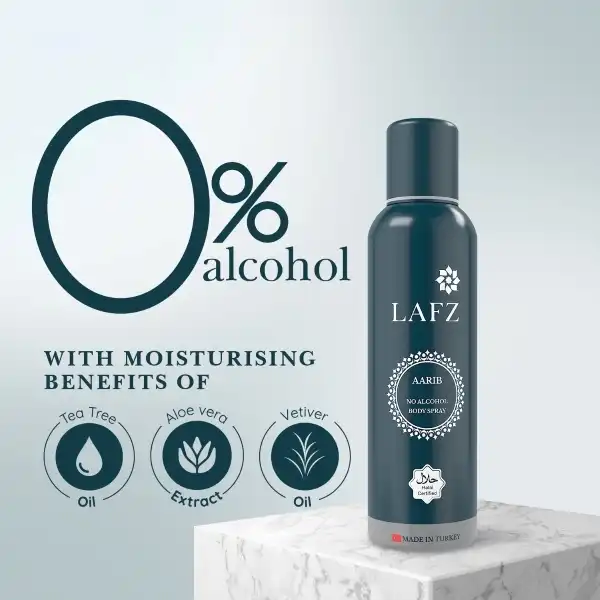 0%
alcohol
WITH MOISTURISING
BENEFITS OF
Tea Tree
Oil
Aloe vera
Extract
Vetiver
Oil
LAFZ
AARIB
NO ALCOHOL
BODY SPRAY
حلال
Halal
Certified
MADE IN TURKEY